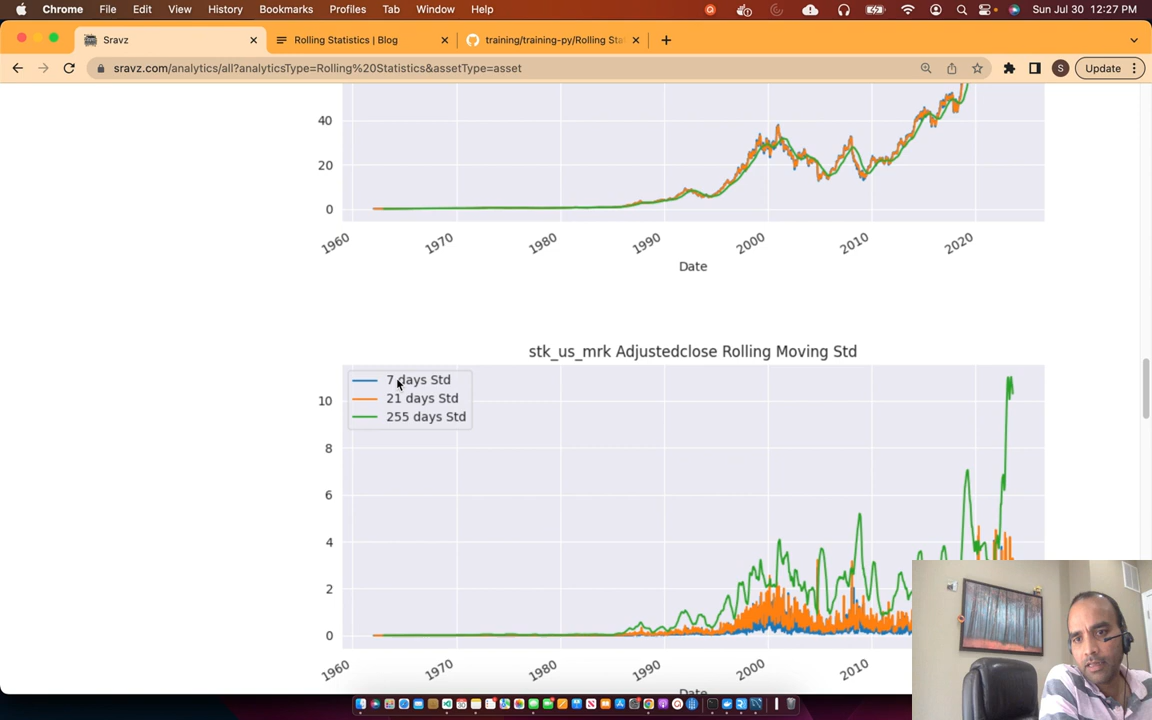 Chrome File Edit View History Bookmarks Profiles Tab Window Help Sun Jul 30 12:27 PM
Sravz Rolling Statistics | Blog training/training-py/Rolling Sta
sravz.com/analytics/all?analyticsType=Rolling%20Statistics&assetType=asset S Update
40
20
0
1960 1970 1980 1990 2000 2010 2020
Date
stk_us_mrk Adjustedclose Rolling Moving Std
7 days Std
21 days Std
255 days Std
10
8
6
4
2
0
1960 1970 1980 1990 2000 2010
Date